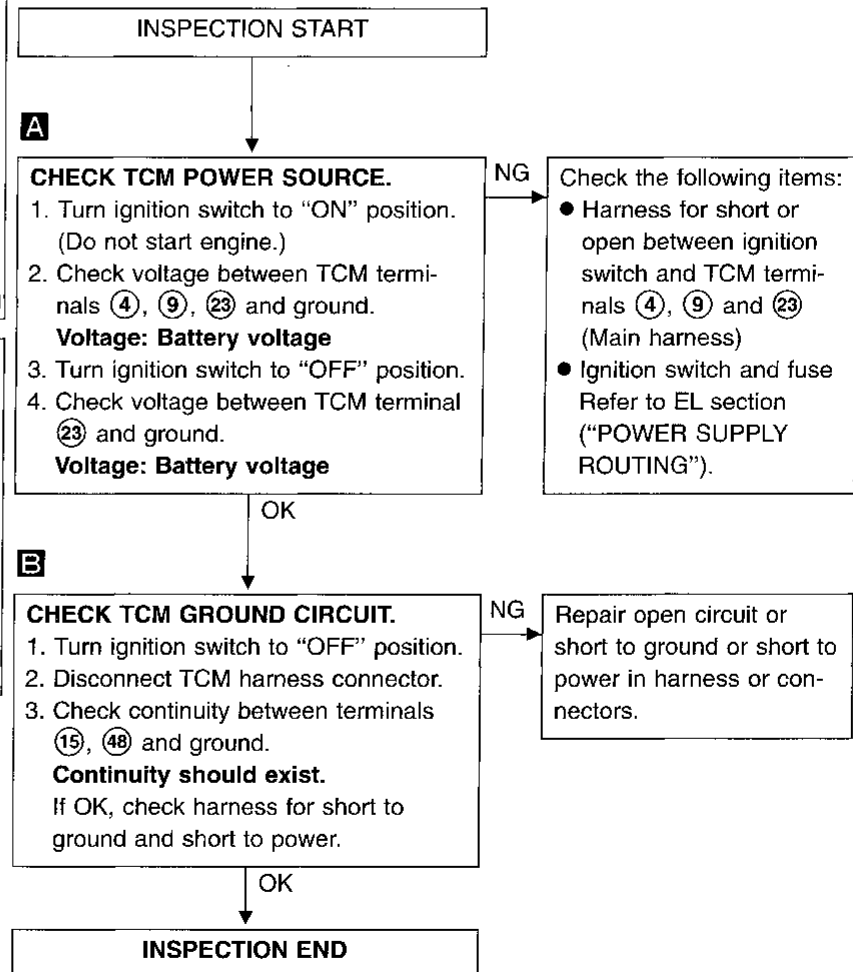 INSPECTION START
A
CHECK TCM POWER SOURCE.
1. Turn ignition switch to “ON” position.
(Do not start engine.)
2. Check voltage between TCM termi-
nals ④, ⑨, ㉓ and ground.
Voltage: Battery voltage
3. Turn ignition switch to “OFF” position.
4. Check voltage between TCM terminal
㉓ and ground.
Voltage: Battery voltage
NG
Check the following items:
● Harness for short or
open between ignition
switch and TCM termi-
nals ④, ⑨ and ㉓
(Main harness)
● Ignition switch and fuse
Refer to EL section
(“POWER SUPPLY
ROUTING”).
OK
B
CHECK TCM GROUND CIRCUIT.
1. Turn ignition switch to “OFF” position.
2. Disconnect TCM harness connector.
3. Check continuity between terminals
⑮, ㊽ and ground.
Continuity should exist.
If OK, check harness for short to
ground and short to power.
NG
Repair open circuit or
short to ground or short to
power in harness or con-
nectors.
OK
INSPECTION END